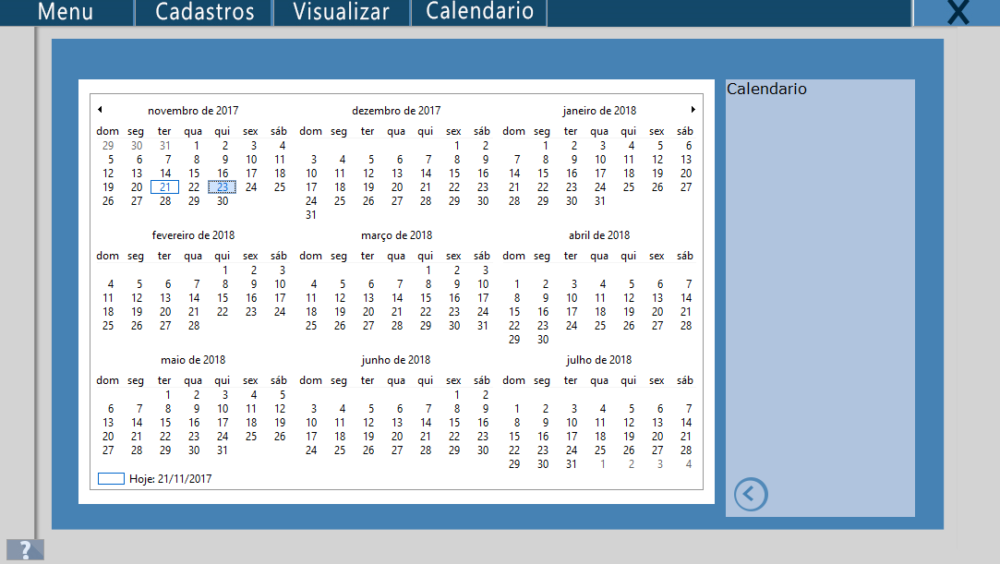 Menu Cadastros Visualizar Calendario X
Calendario
novembro de 2017 dezembro de 2017 janeiro de 2018
dom seg ter qua qui sex sáb dom seg ter qua qui sex sáb dom seg ter qua qui sex sáb
29 30 31 1 2 3 4 1 2 1 2 3 4 5 6
5 6 7 8 9 10 11 3 4 5 6 7 8 9 7 8 9 10 11 12 13
12 13 14 15 16 17 18 10 11 12 13 14 15 16 14 15 16 17 18 19 20
19 20 21 22 23 24 25 17 18 19 20 21 22 23 21 22 23 24 25 26 27
26 27 28 29 30 24 25 26 27 28 29 30 28 29 30 31
31
fevereiro de 2018 março de 2018 abril de 2018
dom seg ter qua qui sex sáb dom seg ter qua qui sex sáb dom seg ter qua qui sex sáb
1 2 3 1 2 3
4 5 6 7 8 9 10 4 5 6 7 8 9 10 1 2 3 4 5 6 7
11 12 13 14 15 16 17 11 12 13 14 15 16 17 8 9 10 11 12 13 14
18 19 20 21 22 23 24 18 19 20 21 22 23 24 15 16 17 18 19 20 21
25 26 27 28 25 26 27 28 29 30 31 22 23 24 25 26 27 28
29 30
maio de 2018 junho de 2018 julho de 2018
dom seg ter qua qui sex sáb dom seg ter qua qui sex sáb dom seg ter qua qui sex sáb
1 2 3 4 5 1 2
6 7 8 9 10 11 12 3 4 5 6 7 8 9 1 2 3 4 5 6 7
13 14 15 16 17 18 19 10 11 12 13 14 15 16 8 9 10 11 12 13 14
20 21 22 23 24 25 26 17 18 19 20 21 22 23 15 16 17 18 19 20 21
27 28 29 30 31 24 25 26 27 28 29 30 22 23 24 25 26 27 28
29 30 31 1 2 3 4
Hoje: 21/11/2017
?